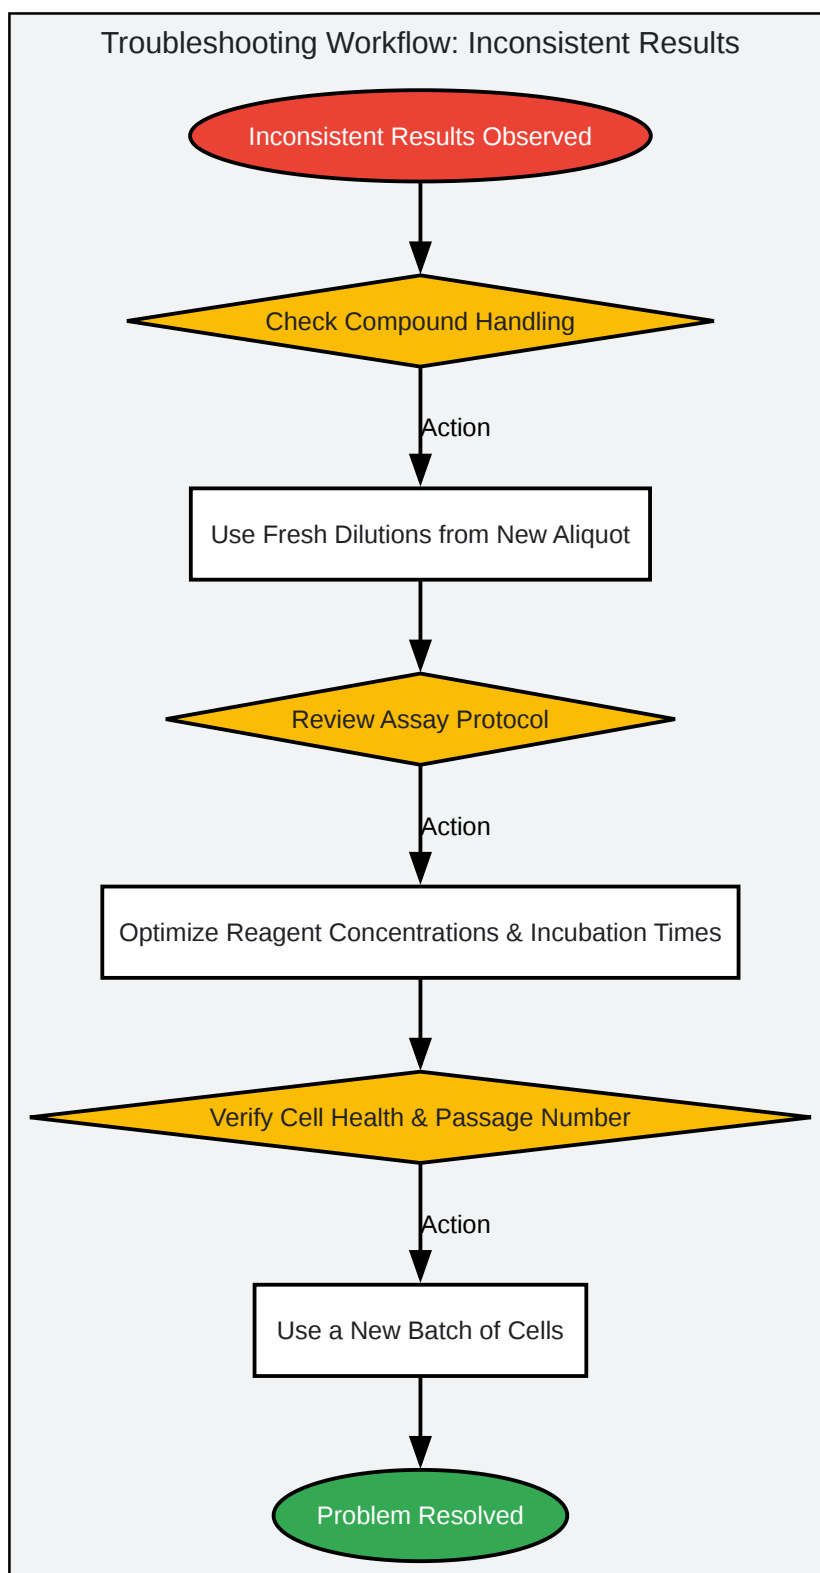 Troubleshooting Workflow: Inconsistent Results
Inconsistent Results Observed
Check Compound Handling
Action
Use Fresh Dilutions from New Aliquot
Review Assay Protocol
Action
Optimize Reagent Concentrations & Incubation Times
Verify Cell Health & Passage Number
Action
Use a New Batch of Cells
Problem Resolved